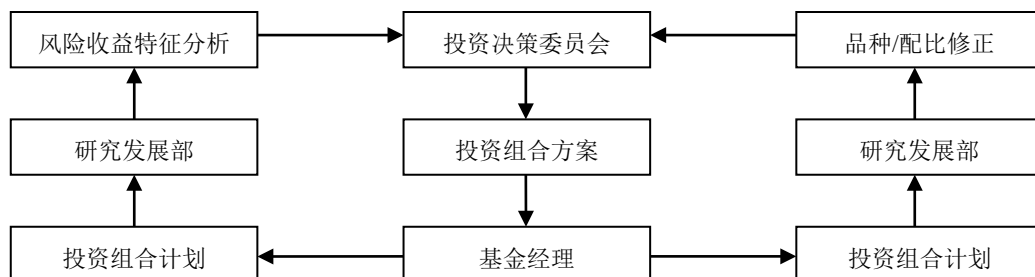 风险收益特征分析
投资决策委员会
品种/配比修正
研究发展部
投资组合方案
研究发展部
投资组合计划
基金经理
投资组合计划